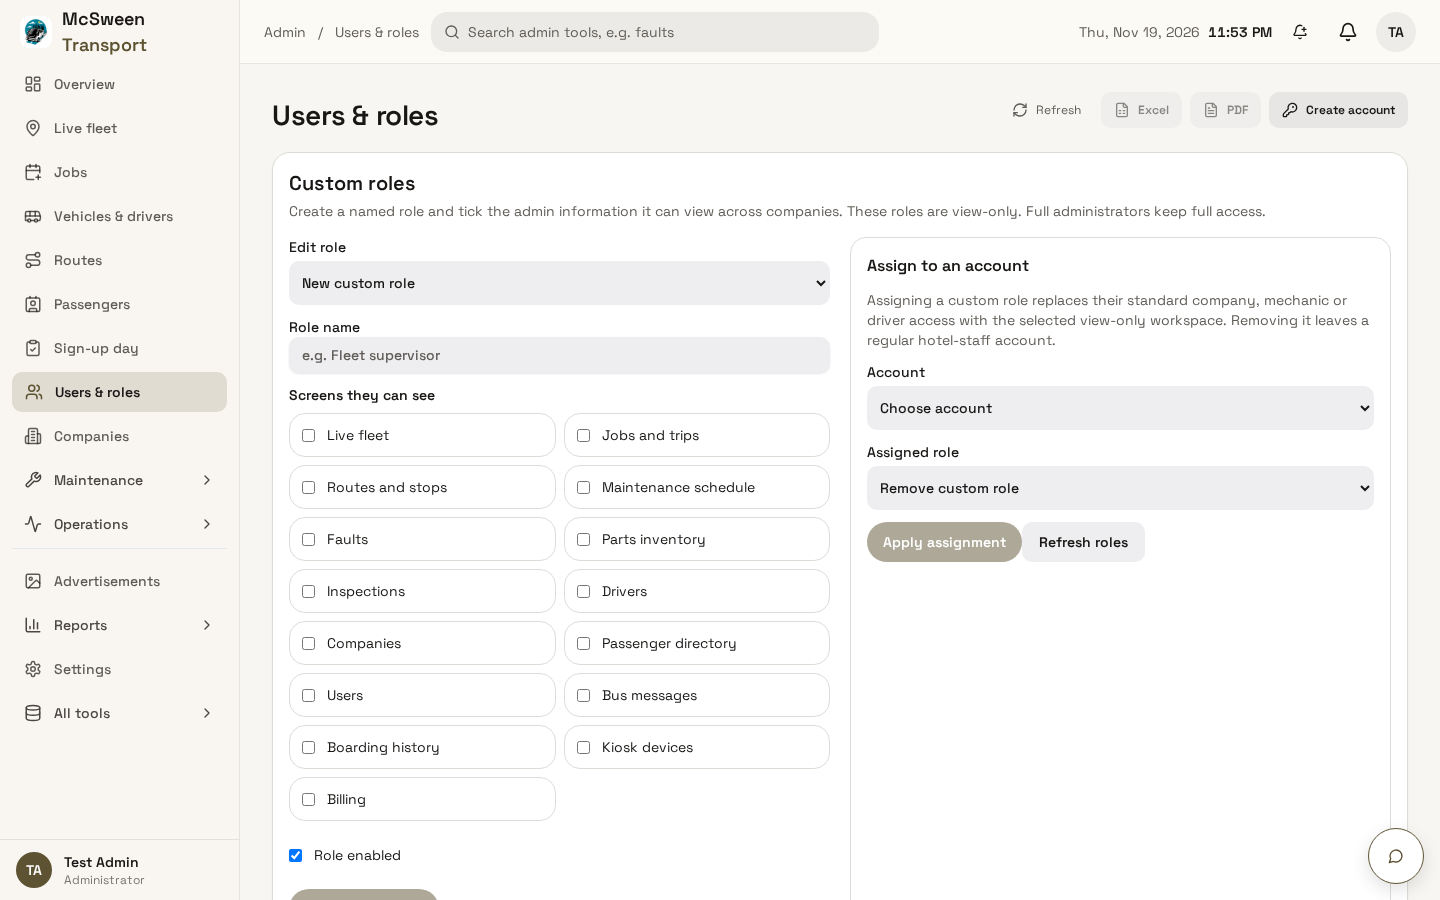 McSween
Transport
Overview
Live fleet
Jobs
Vehicles & drivers
Routes
Passengers
Sign-up day
Users & roles
Companies
Maintenance
Operations
Advertisements
Reports
Settings
All tools
TA
Test Admin
Administrator
Admin / Users & roles
Search admin tools, e.g. faults
Thu, Nov 19, 2026 11:53 PM
TA
Users & roles
Refresh
Excel
PDF
Create account
Custom roles
Create a named role and tick the admin information it can view across companies. These roles are view-only. Full administrators keep full access.
Edit role
New custom role
Role name
e.g. Fleet supervisor
Screens they can see
Live fleet
Jobs and trips
Routes and stops
Maintenance schedule
Faults
Parts inventory
Inspections
Drivers
Companies
Passenger directory
Users
Bus messages
Boarding history
Kiosk devices
Billing
Role enabled
Assign to an account
Assigning a custom role replaces their standard company, mechanic or
driver access with the selected view-only workspace. Removing it leaves a
regular hotel-staff account.
Account
Choose account
Assigned role
Remove custom role
Apply assignment
Refresh roles